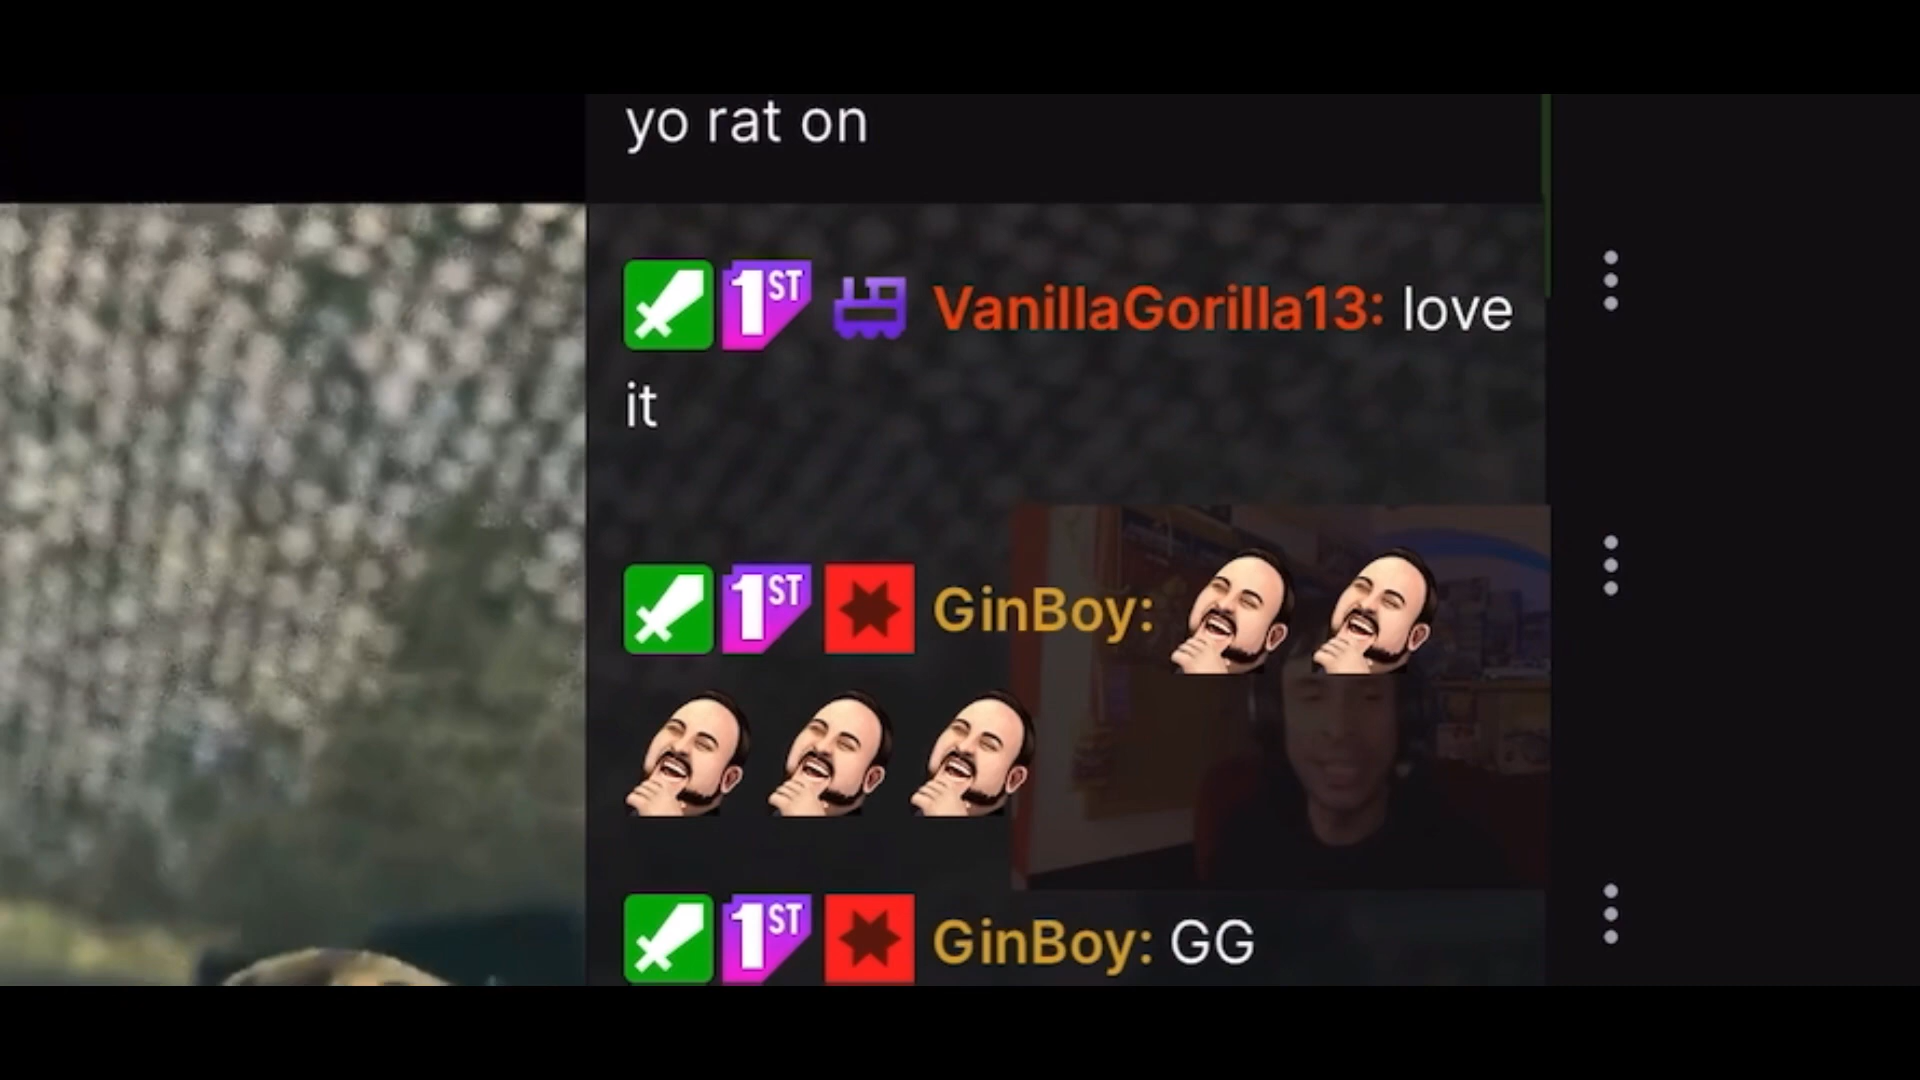 yo rat on
1ST VanillaGorilla13: love
it
1ST GinBoy:
1ST GinBoy: GG